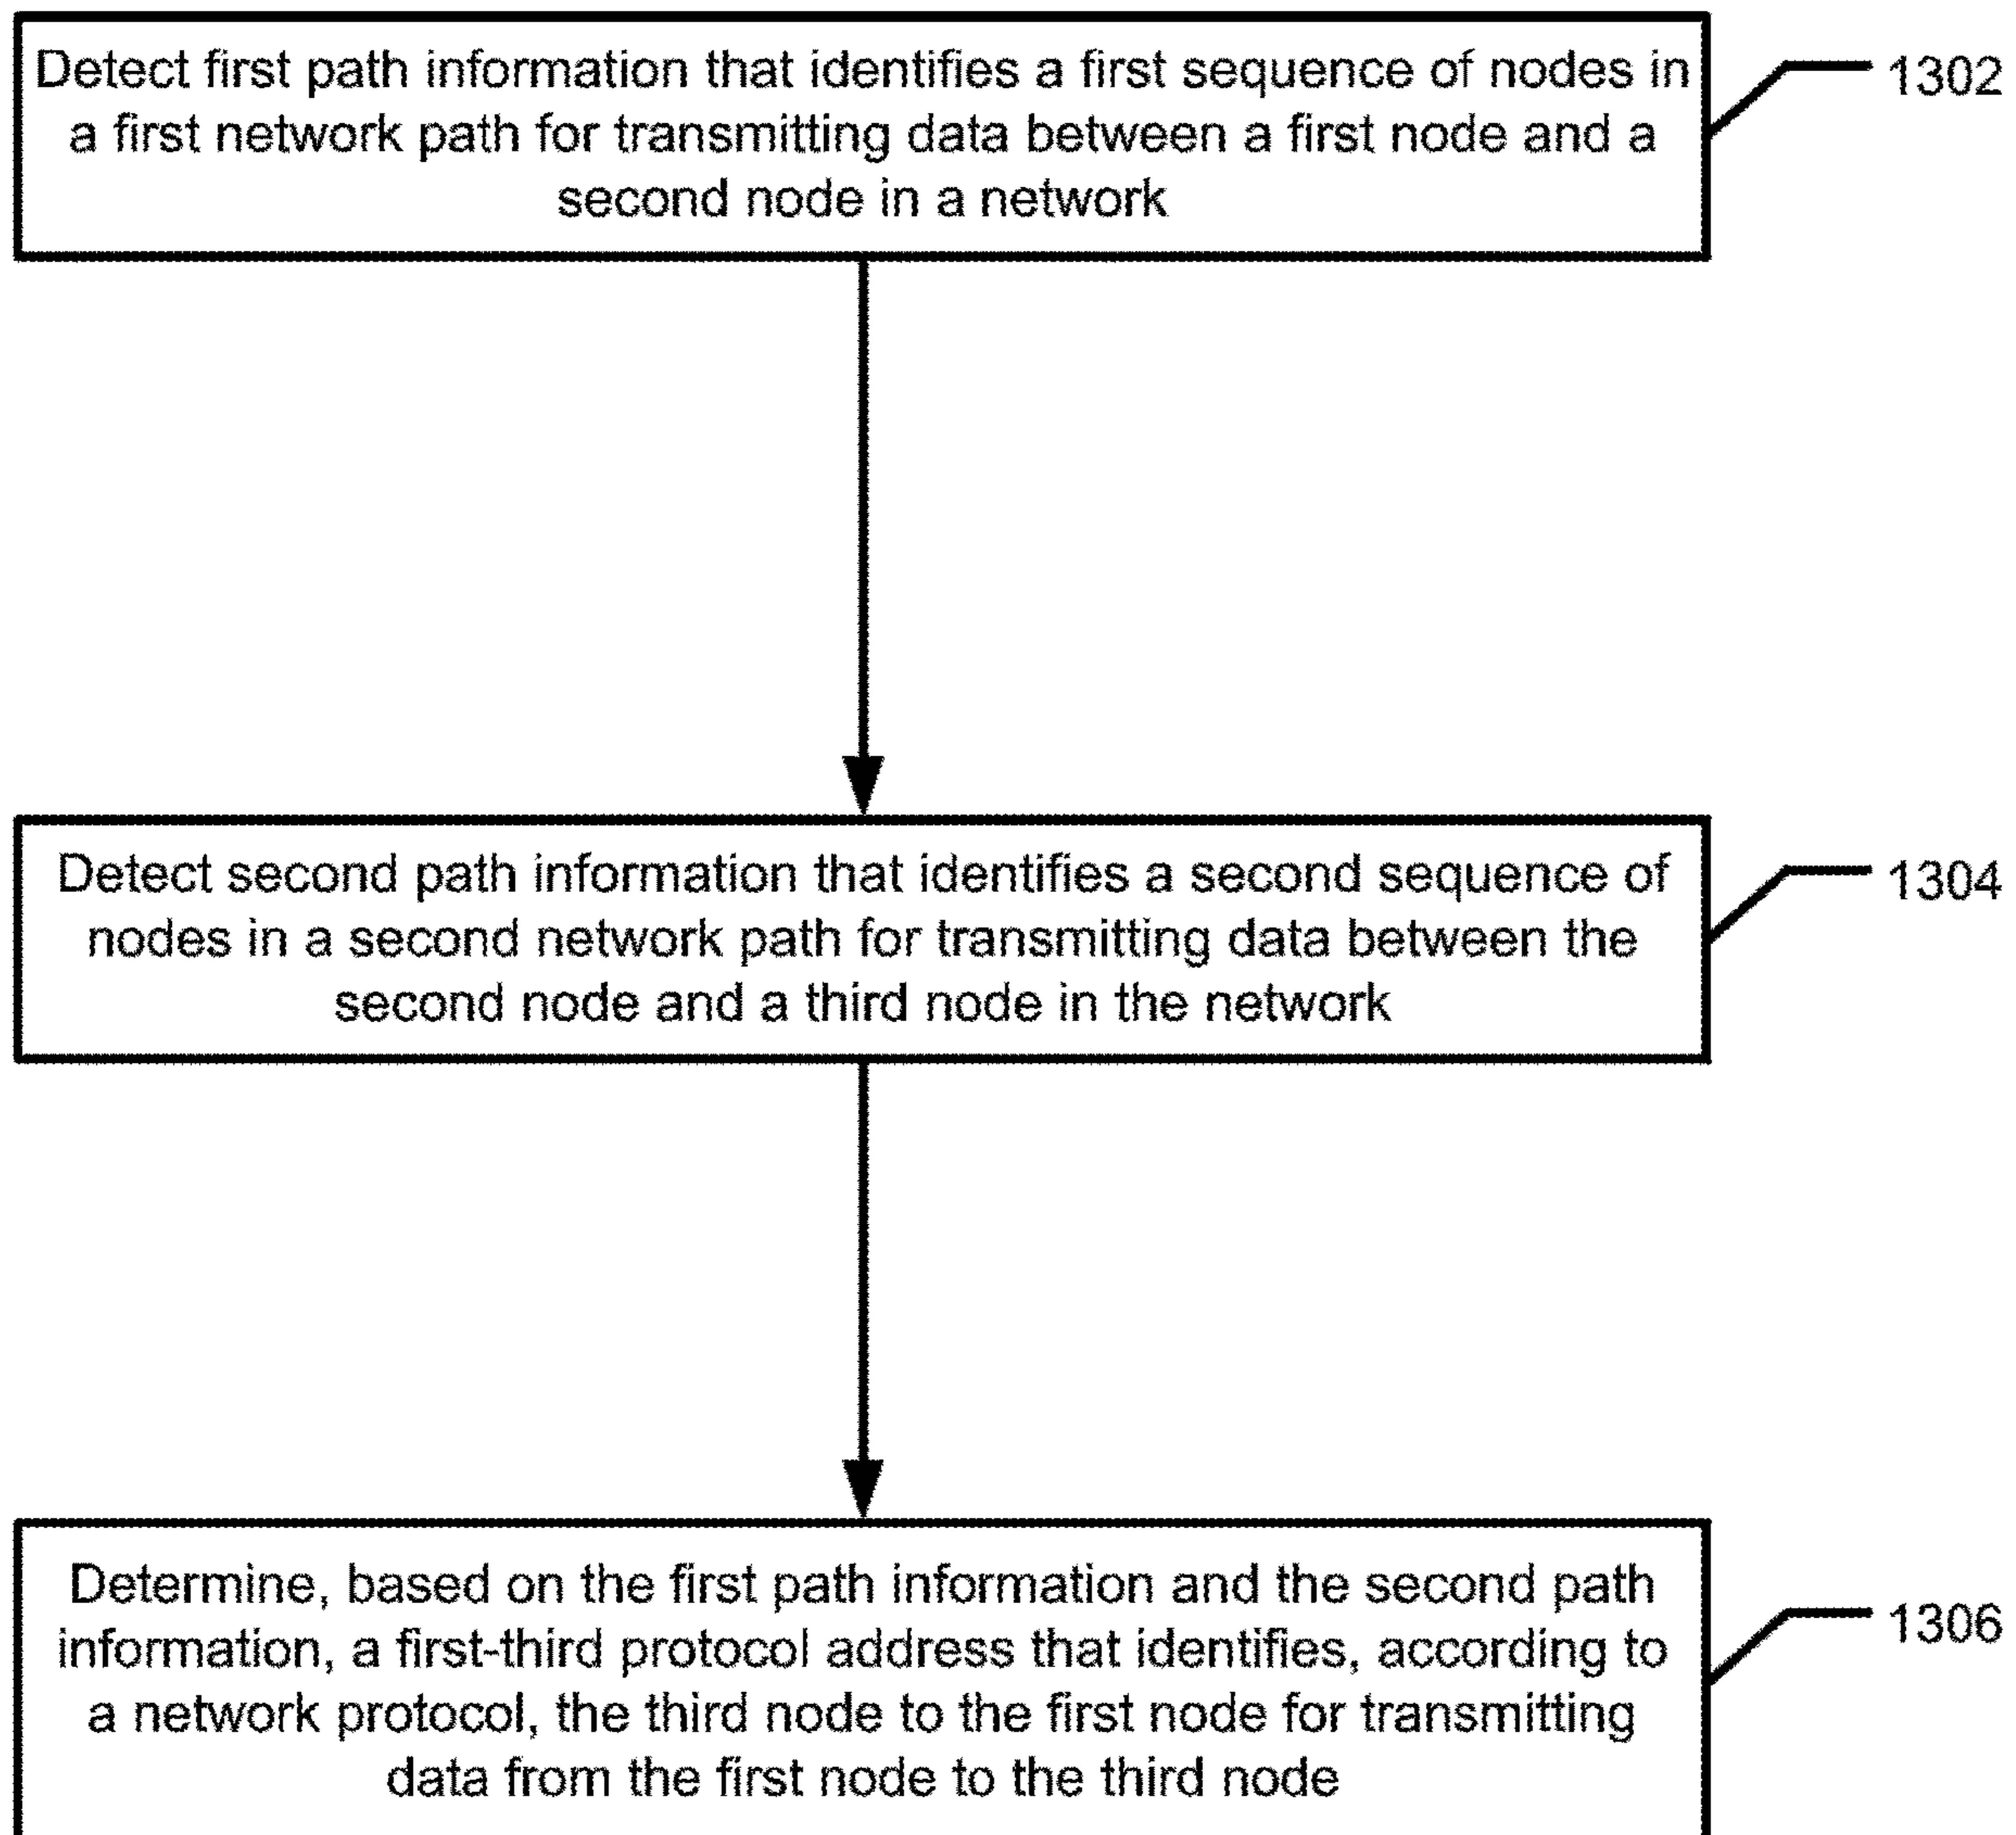 Detect first path information that identifies a first sequence of nodes in
a first network path for transmitting data between a first node and a
second node in a network
1302
Detect second path information that identifies a second sequence of
nodes in a second network path for transmitting data between the
second node and a third node in the network
1304
Determine, based on the first path information and the second path
information, a first-third protocol address that identifies, according to
a network protocol, the third node to the first node for transmitting
data from the first node to the third node
1306